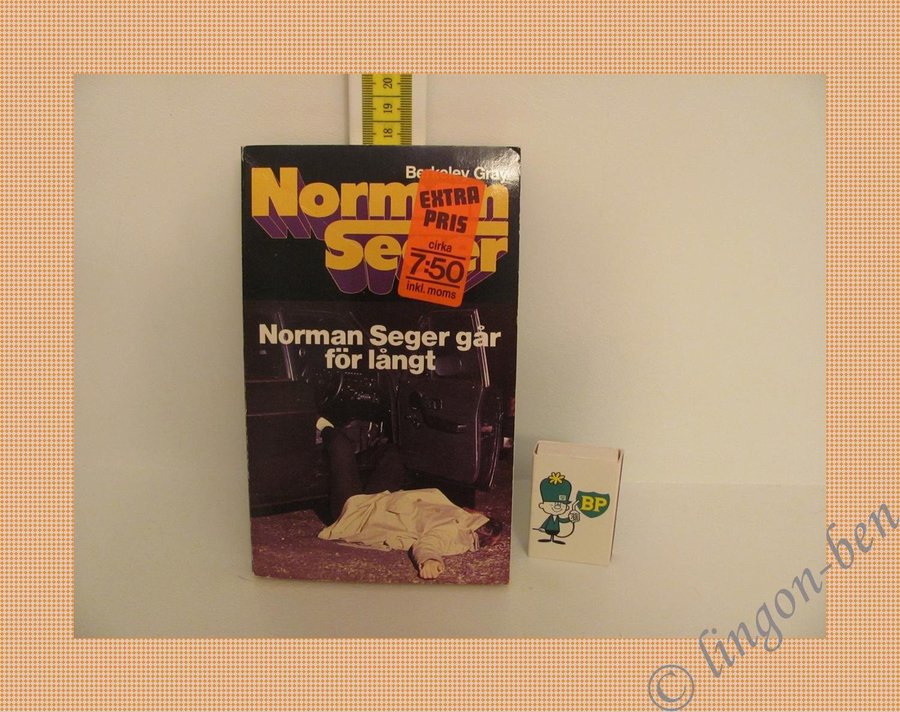 20
19
18
Berkeley Gray
Norman
Seger
EXTRA
PRIS
cirka
7:50
inkl. moms
Norman Seger går
för långt
BP
© lingon-ben